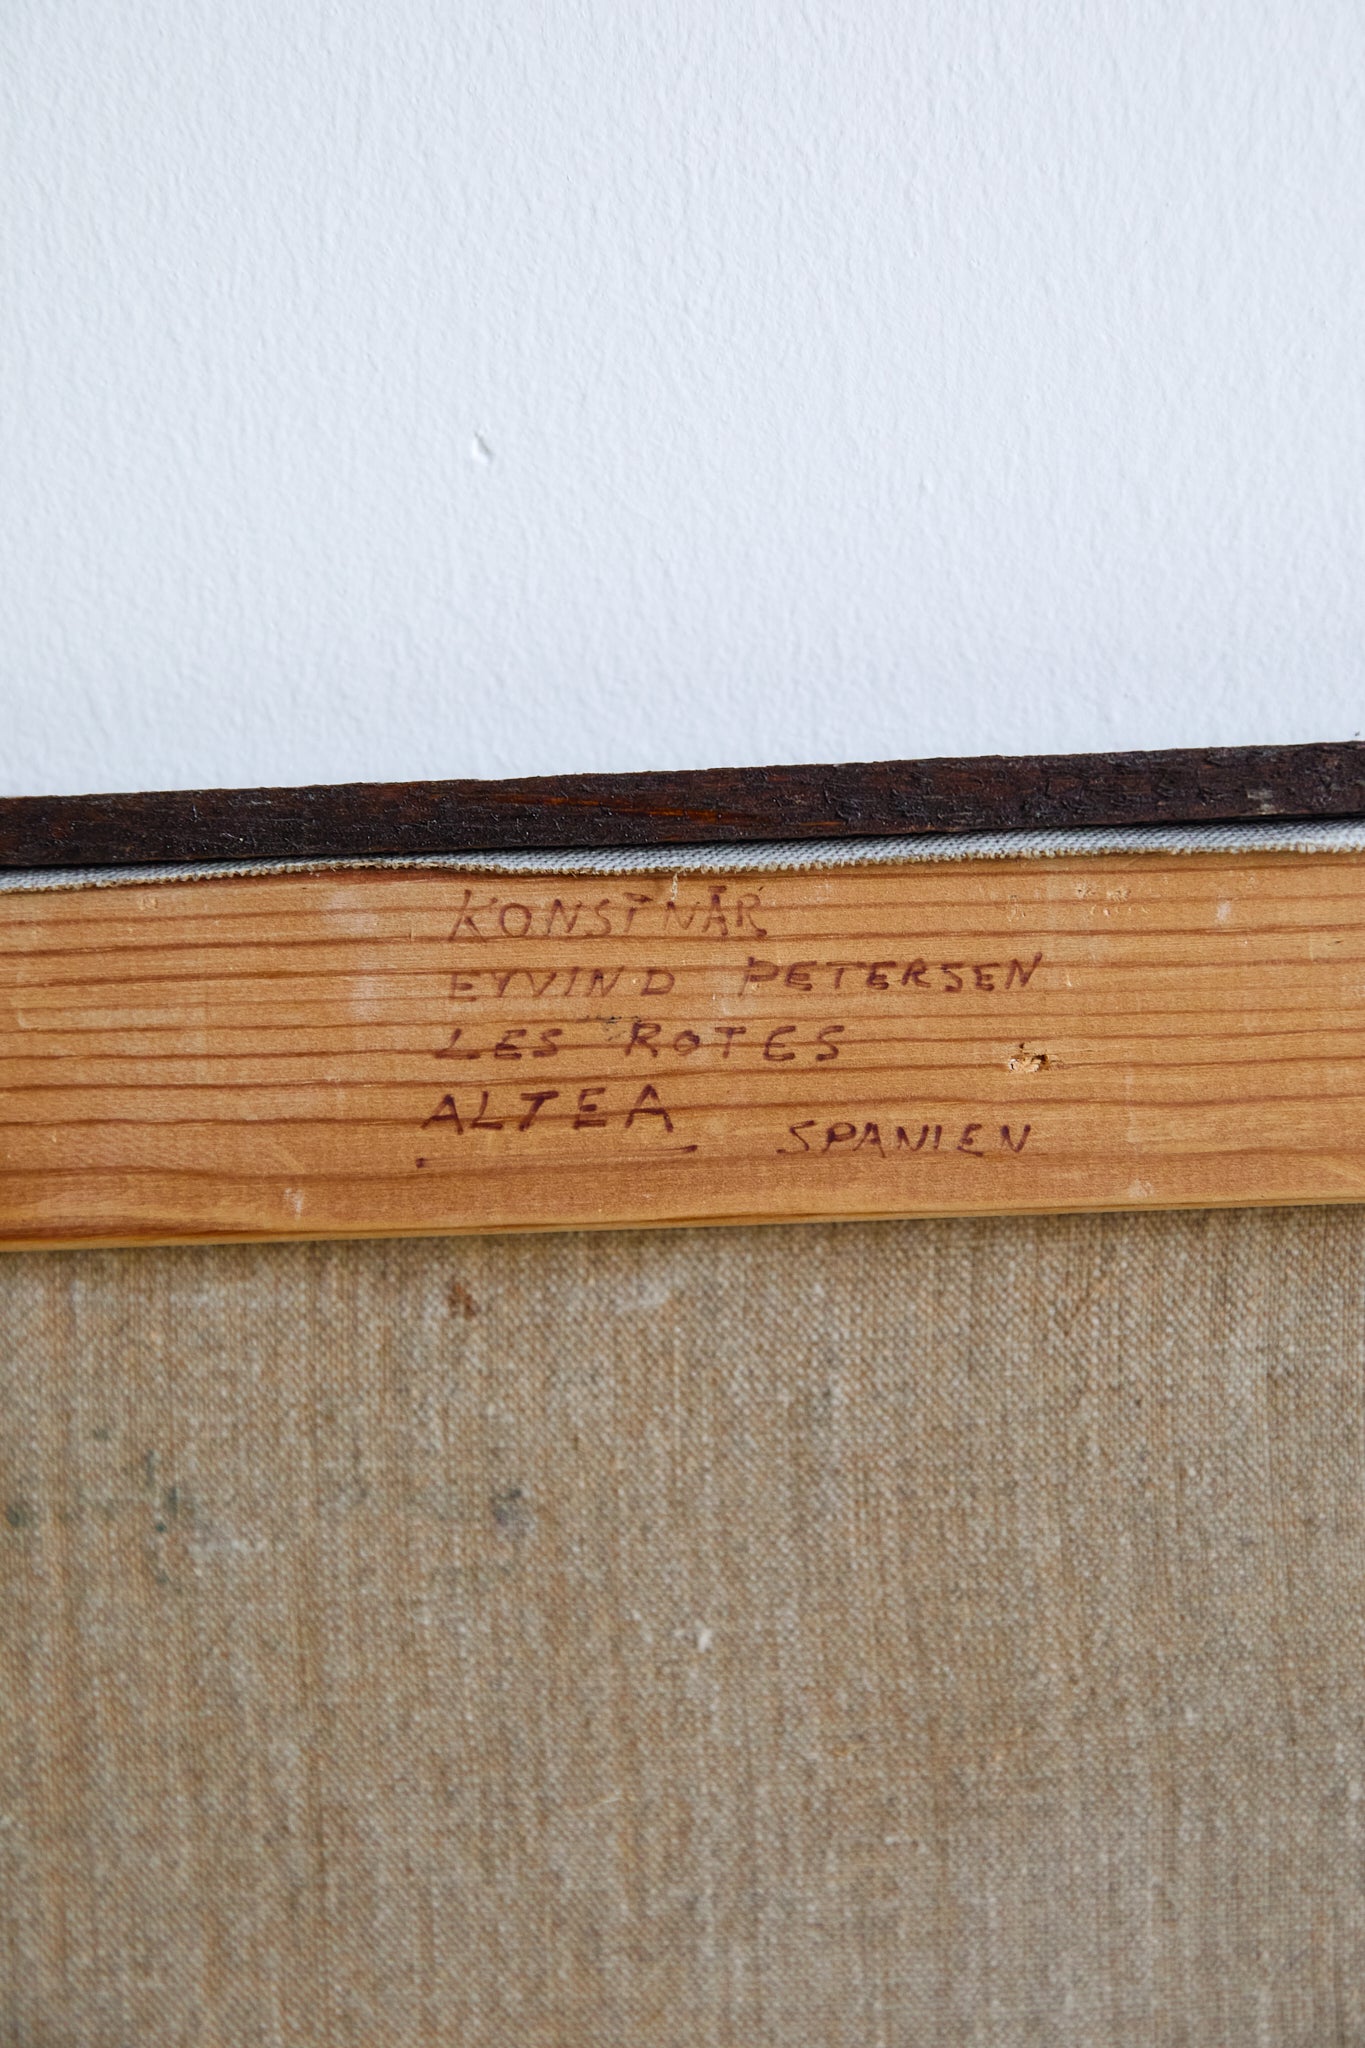 KONSTNÄR
EYVIND PETERSEN
LES ROTES
ALTEA SPANIEN